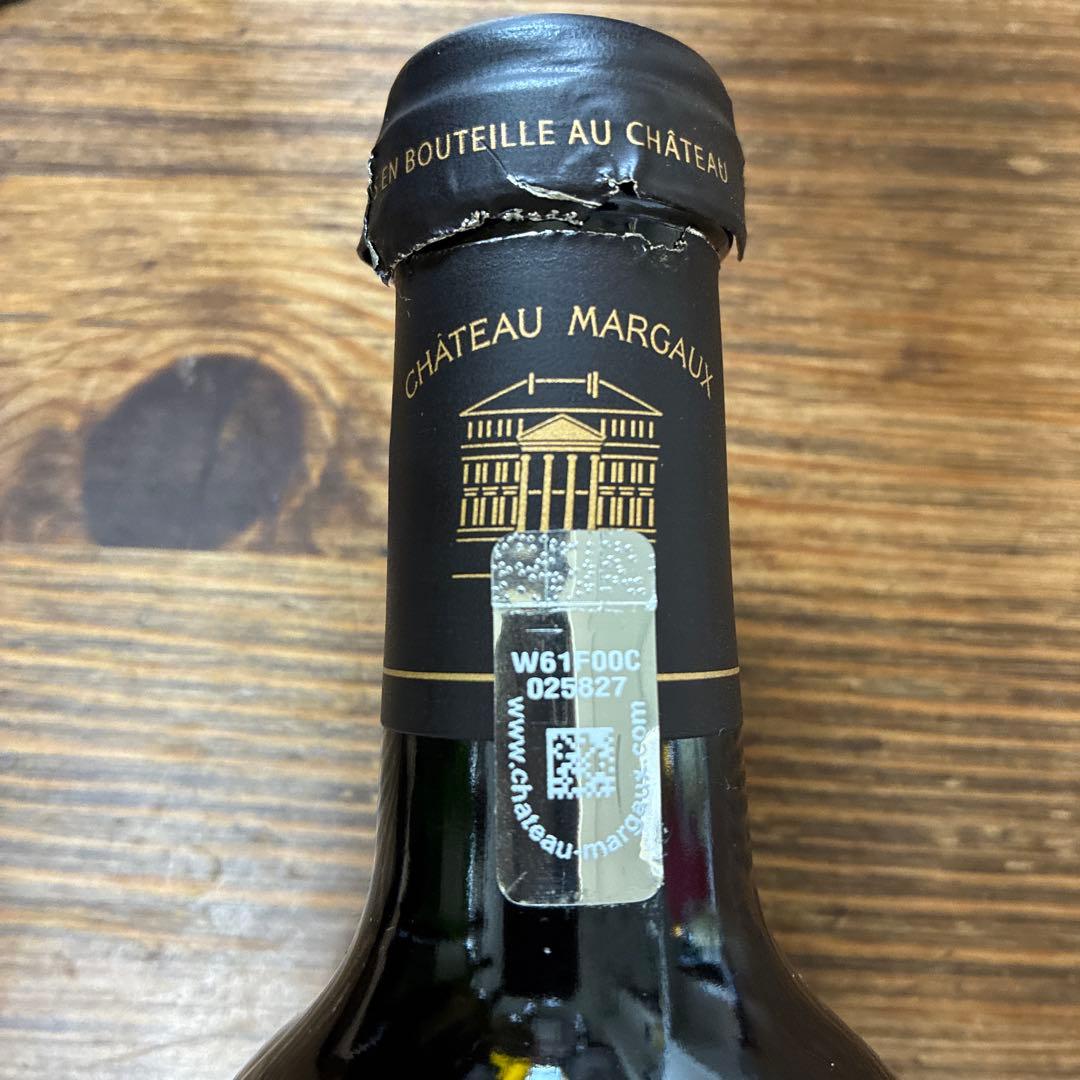 EN BOUTEILLE AU CHÂTEAU
CHÂTEAU MARGAUX
W61F00C
025827
www.chateau-margaux.com